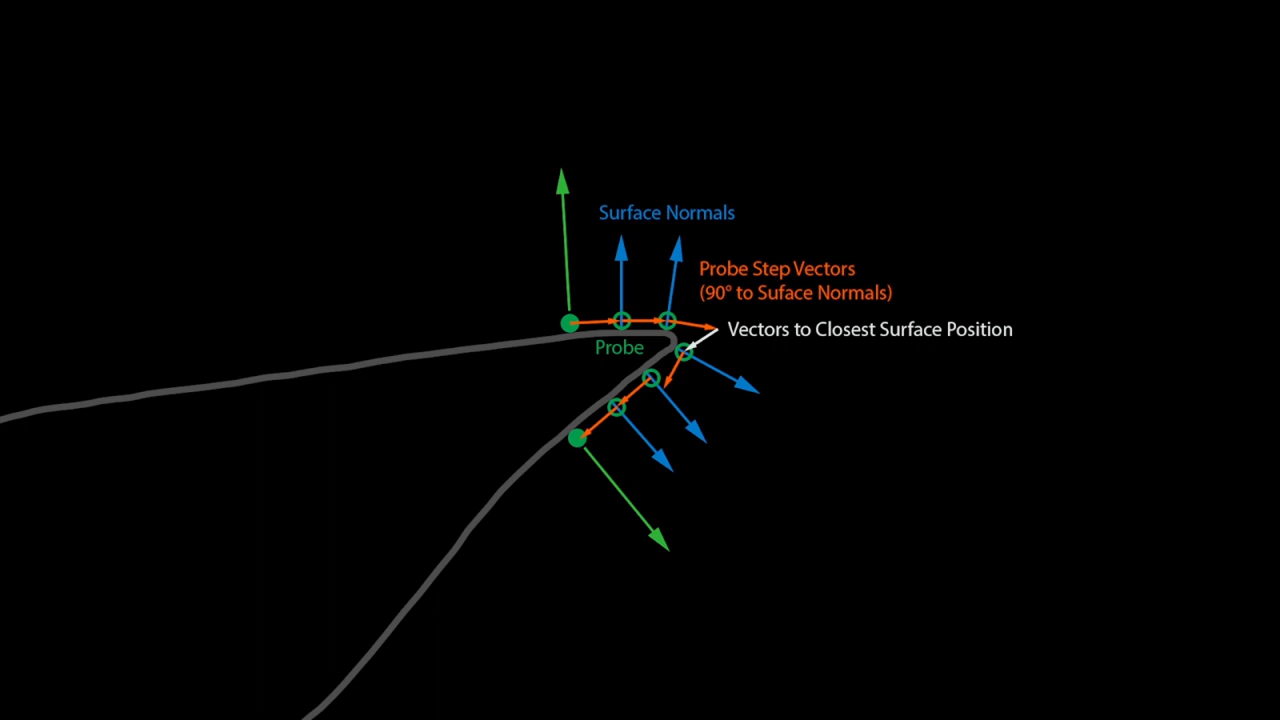 Surface Normals
Probe Step Vectors
(90° to Suface Normals)
Vectors to Closest Surface Position
Probe